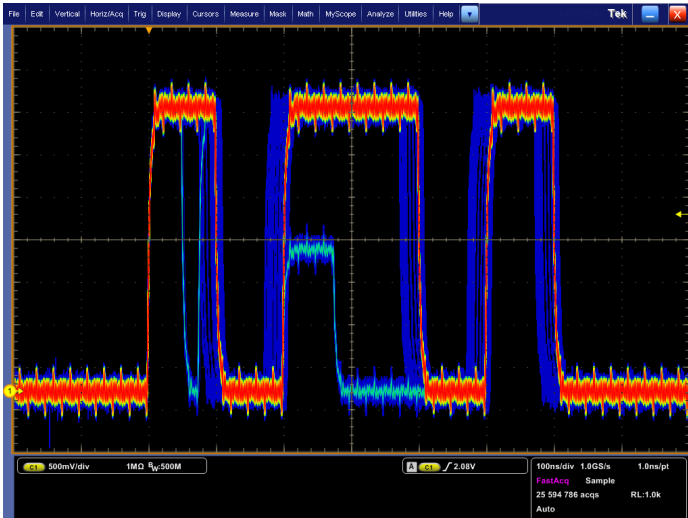 File Edit Vertical Horiz/Acq Trig Display Cursors Measure Mask Math MyScope Analyze Utilities Help Tek X
1
C1 500mV/div 1MΩ BW:500M
A C1 2.08V
100ns/div 1.0GS/s 1.0ns/pt
FastAcq Sample
25 594 786 acqs RL:1.0k
Auto